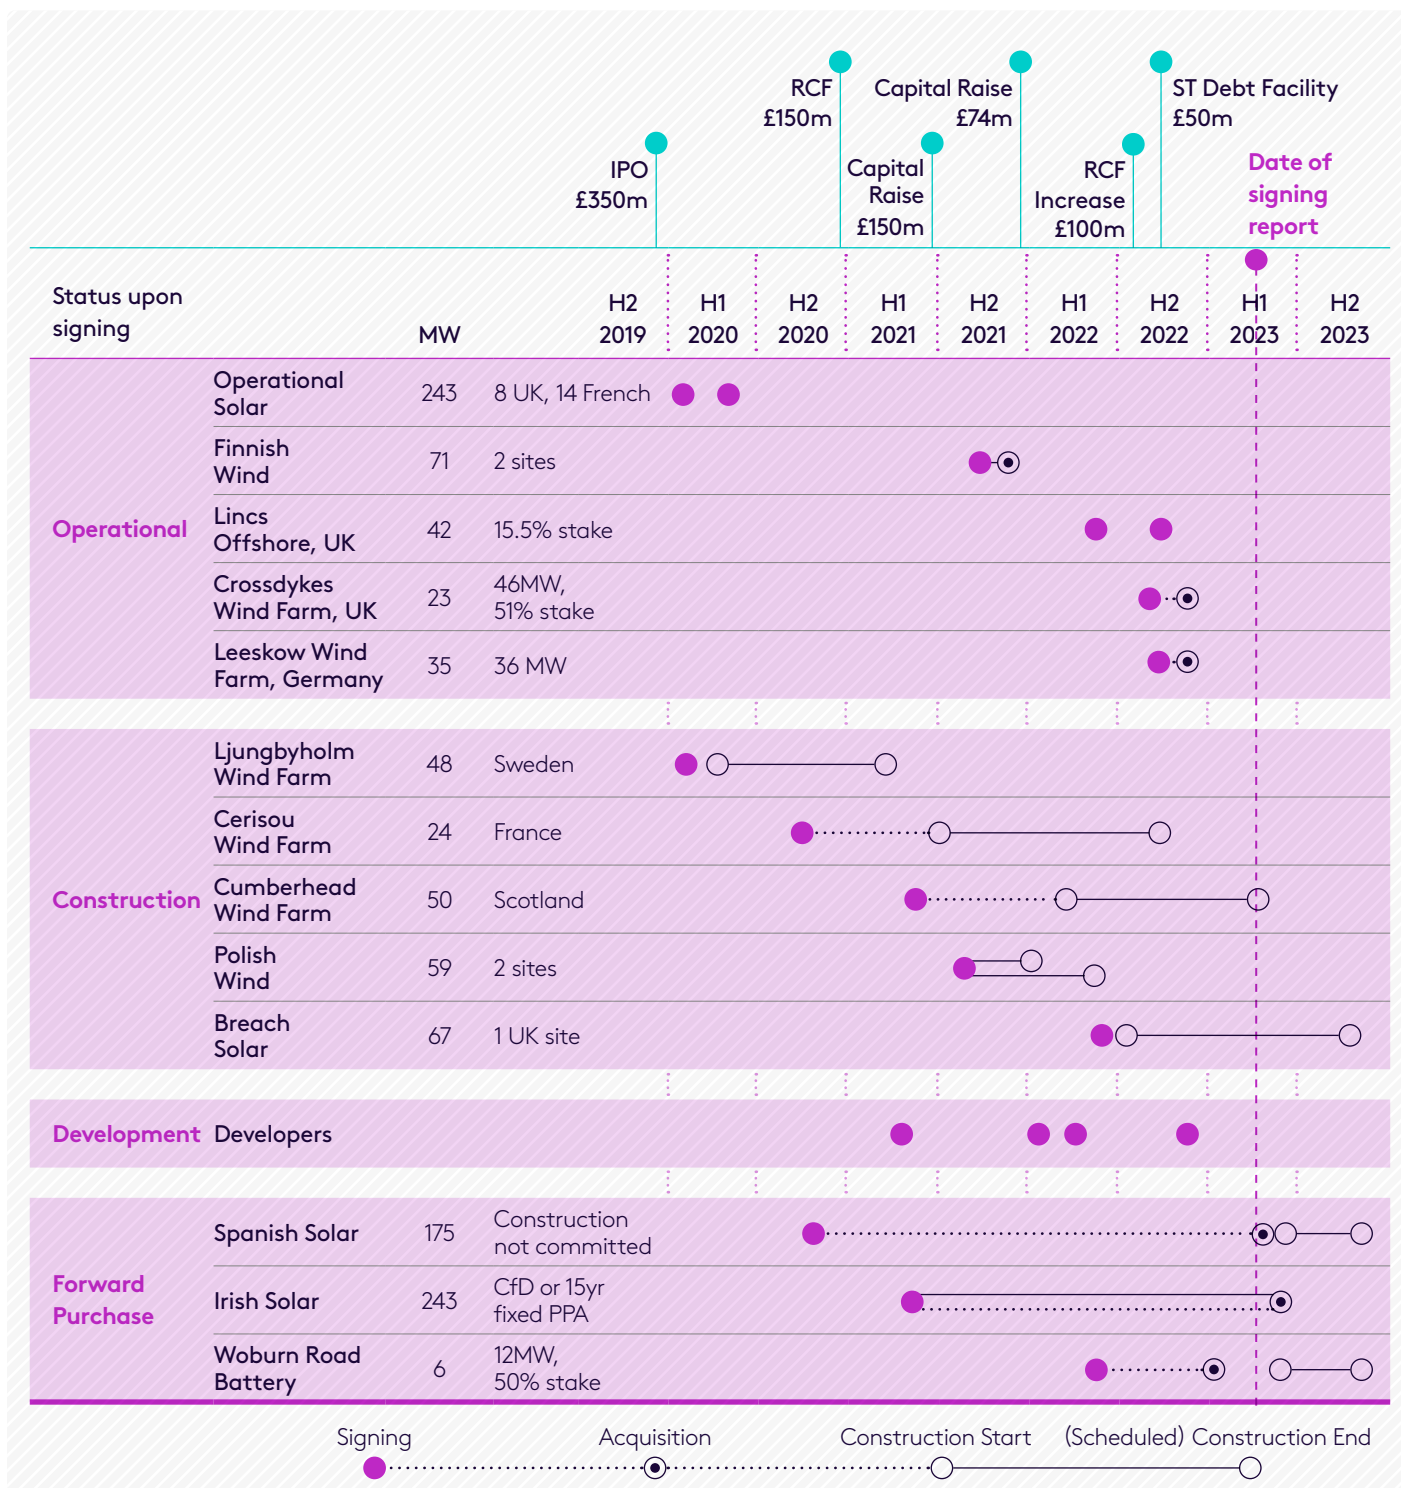 RCF
£150m
Capital Raise
£74m
ST Debt Facility
£50m
IPO
£350m
Capital
Raise
£150m
RCF
Increase
£100m
Date of
signing
report
Status upon
signing
MW
H2
2019
H1
2020
H2
2020
H1
2021
H2
2021
H1
2022
H2
2022
H1
2023
H2
2023
Operational
Operational
Solar
243
8 UK, 14 French
Finnish
Wind
71
2 sites
Lincs
Offshore, UK
42
15.5% stake
Crossdykes
Wind Farm, UK
23
46MW,
51% stake
Leeskow Wind
Farm, Germany
35
36 MW
Construction
Ljungbyholm
Wind Farm
48
Sweden
Cerisou
Wind Farm
24
France
Cumberhead
Wind Farm
50
Scotland
Polish
Wind
59
2 sites
Breach
Solar
67
1 UK site
Development
Developers
Forward
Purchase
Spanish Solar
175
Construction
not committed
Irish Solar
243
CfD or 15yr
fixed PPA
Woburn Road
Battery
6
12MW,
50% stake
Signing
Acquisition
Construction Start
(Scheduled) Construction End